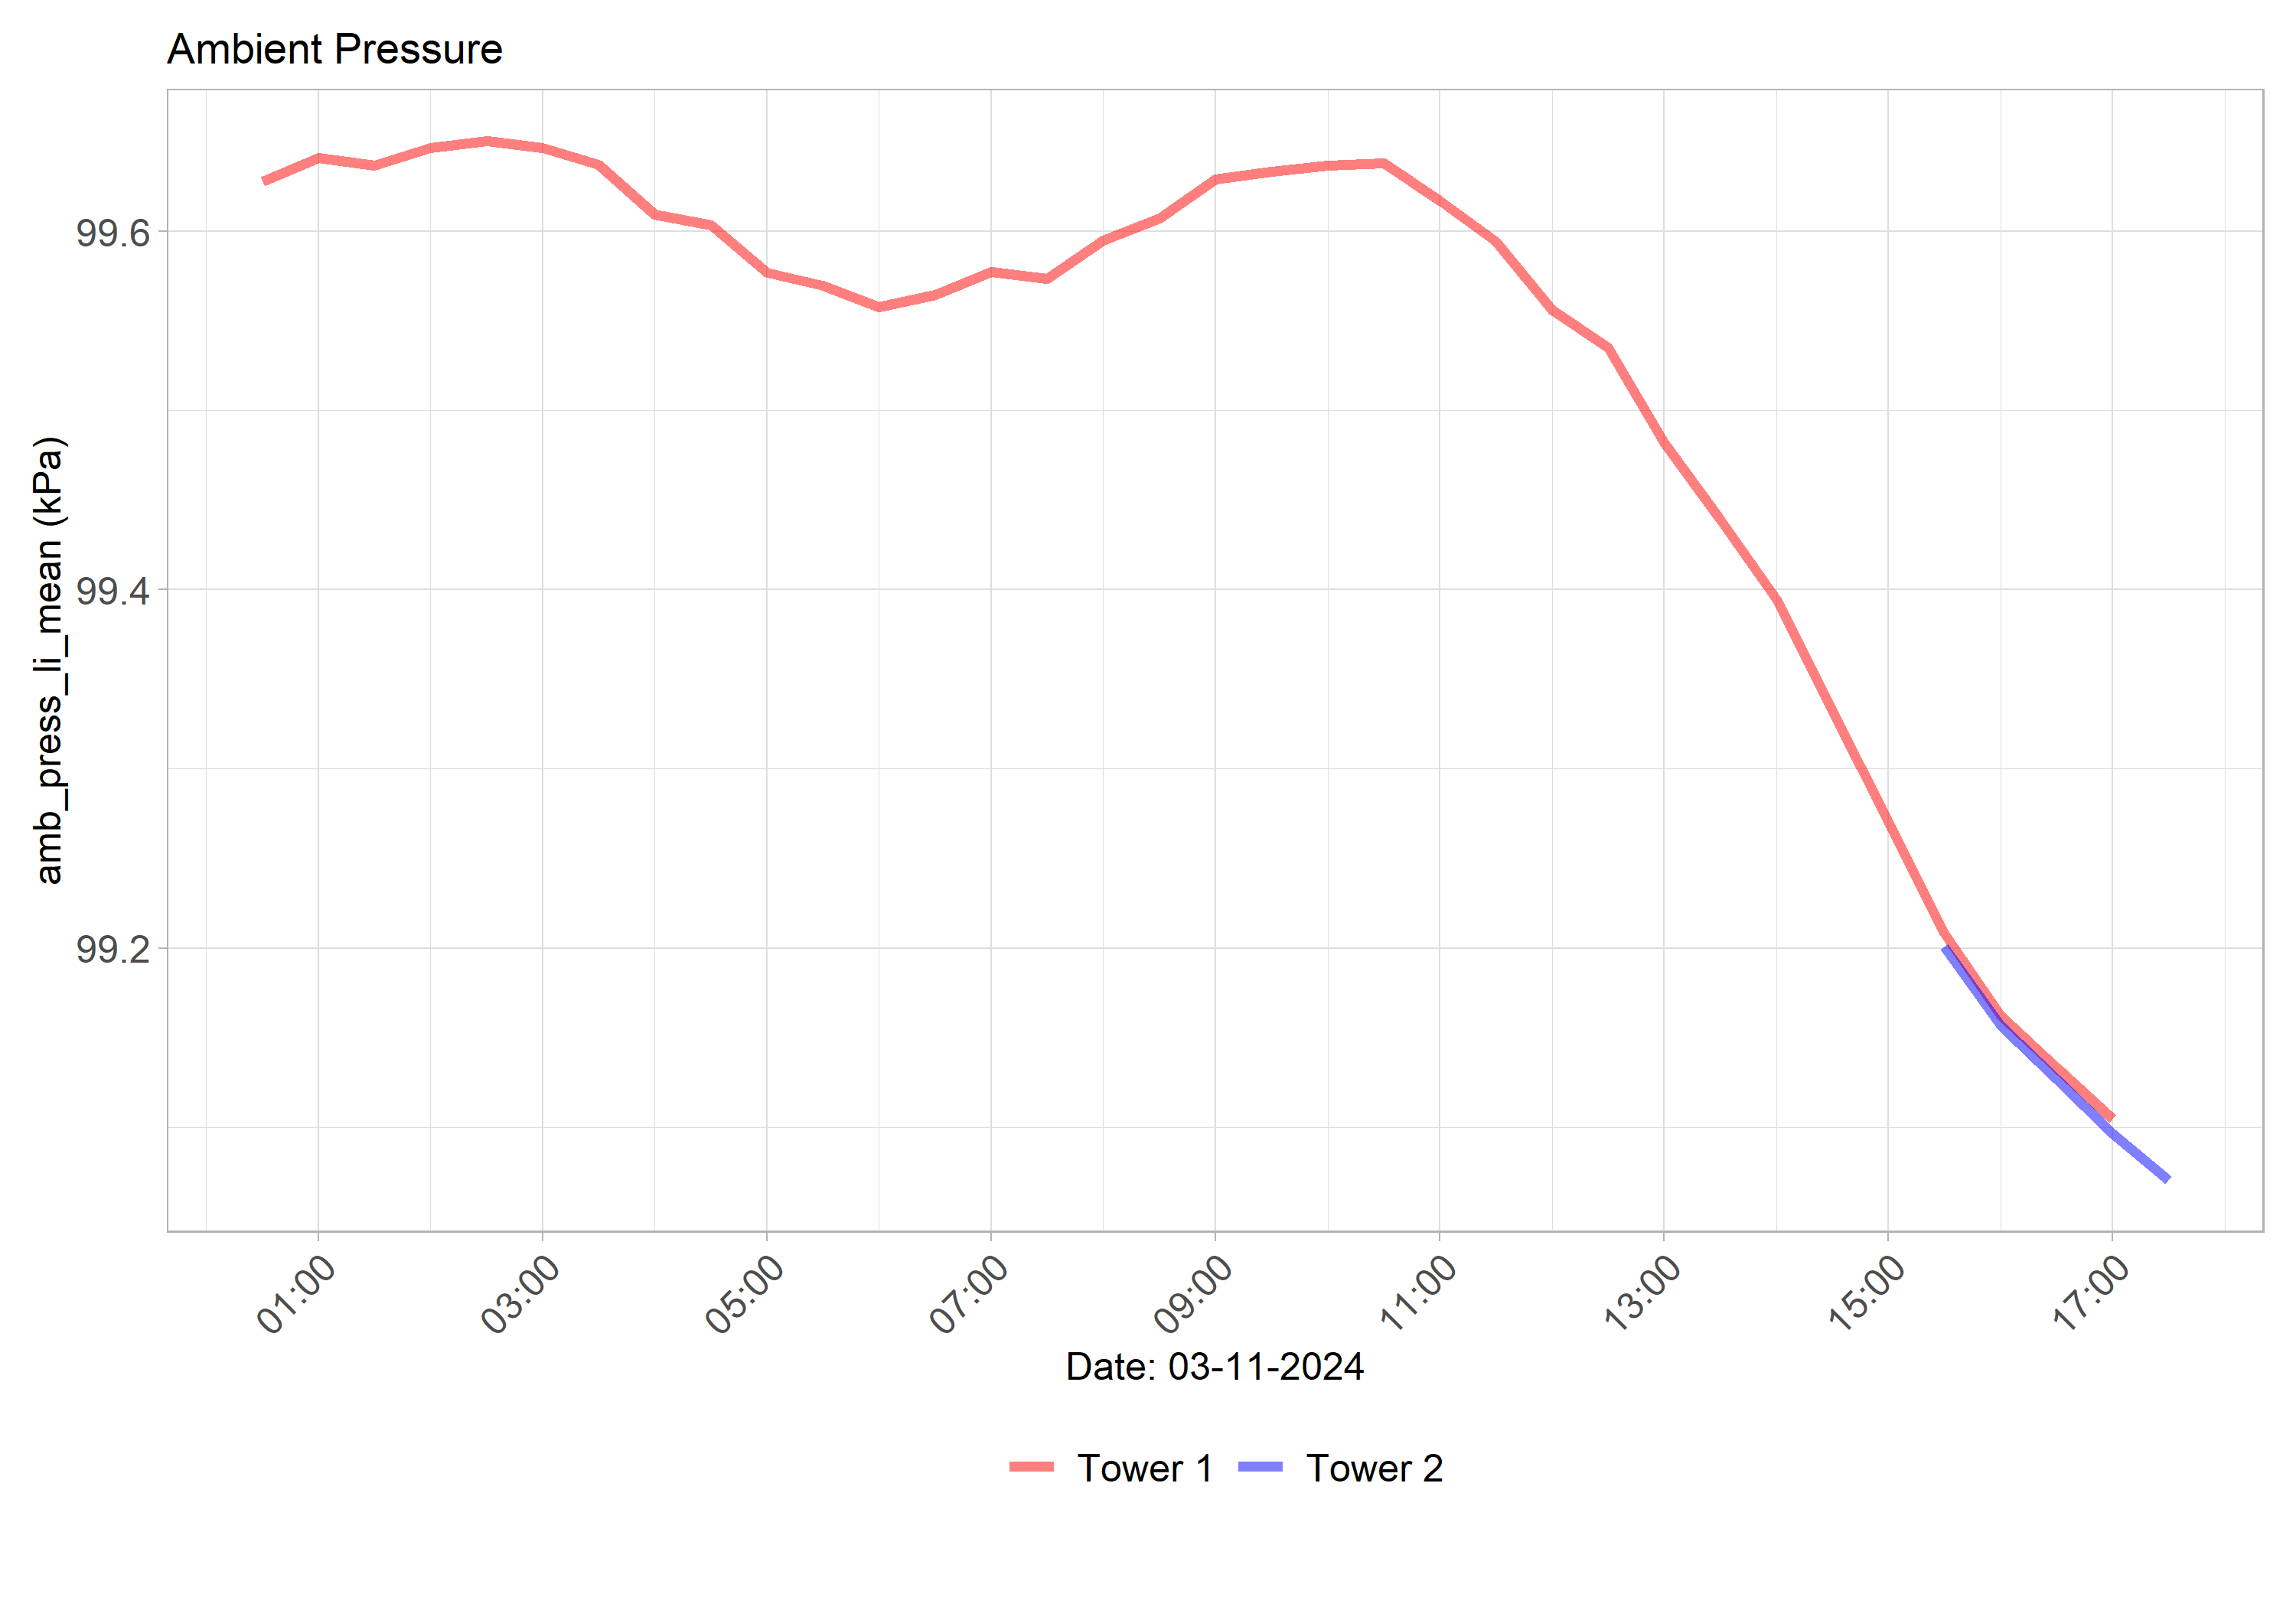 Ambient Pressure
amb_press_li_mean (kPa)
99.6
99.4
99.2
01:00
03:00
05:00
07:00
09:00
11:00
13:00
15:00
17:00
Date: 03-11-2024
Tower 1
Tower 2